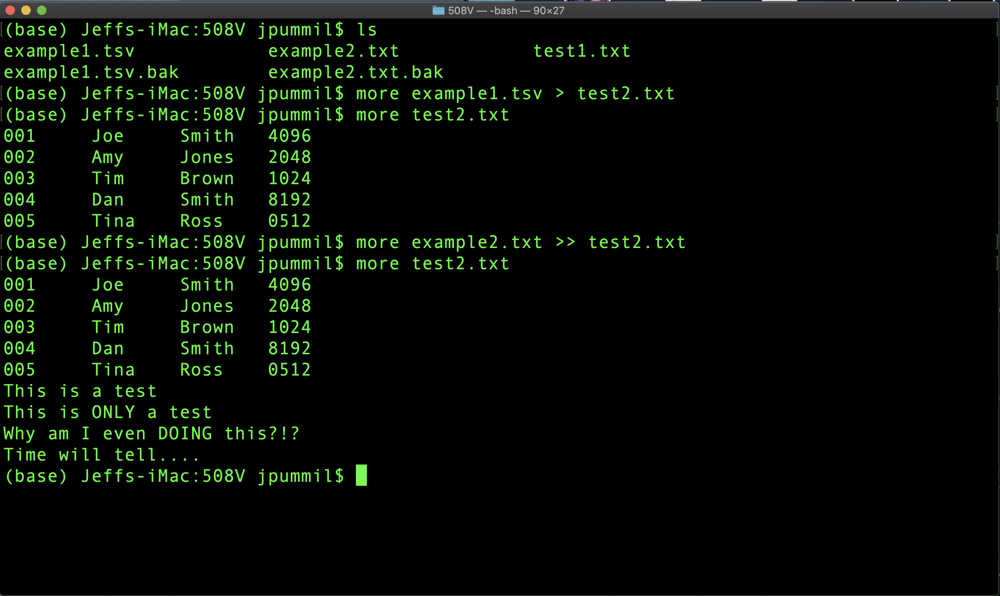 508V — -bash — 90×27
(base) Jeffs-iMac:508V jpummil$ ls
example1.tsv            example2.txt            test1.txt
example1.tsv.bak        example2.txt.bak
(base) Jeffs-iMac:508V jpummil$ more example1.tsv > test2.txt
(base) Jeffs-iMac:508V jpummil$ more test2.txt
001     Joe     Smith   4096
002     Amy     Jones   2048
003     Tim     Brown   1024
004     Dan     Smith   8192
005     Tina    Ross    0512
(base) Jeffs-iMac:508V jpummil$ more example2.txt >> test2.txt
(base) Jeffs-iMac:508V jpummil$ more test2.txt
001     Joe     Smith   4096
002     Amy     Jones   2048
003     Tim     Brown   1024
004     Dan     Smith   8192
005     Tina    Ross    0512
This is a test
This is ONLY a test
Why am I even DOING this?!?
Time will tell....
(base) Jeffs-iMac:508V jpummil$